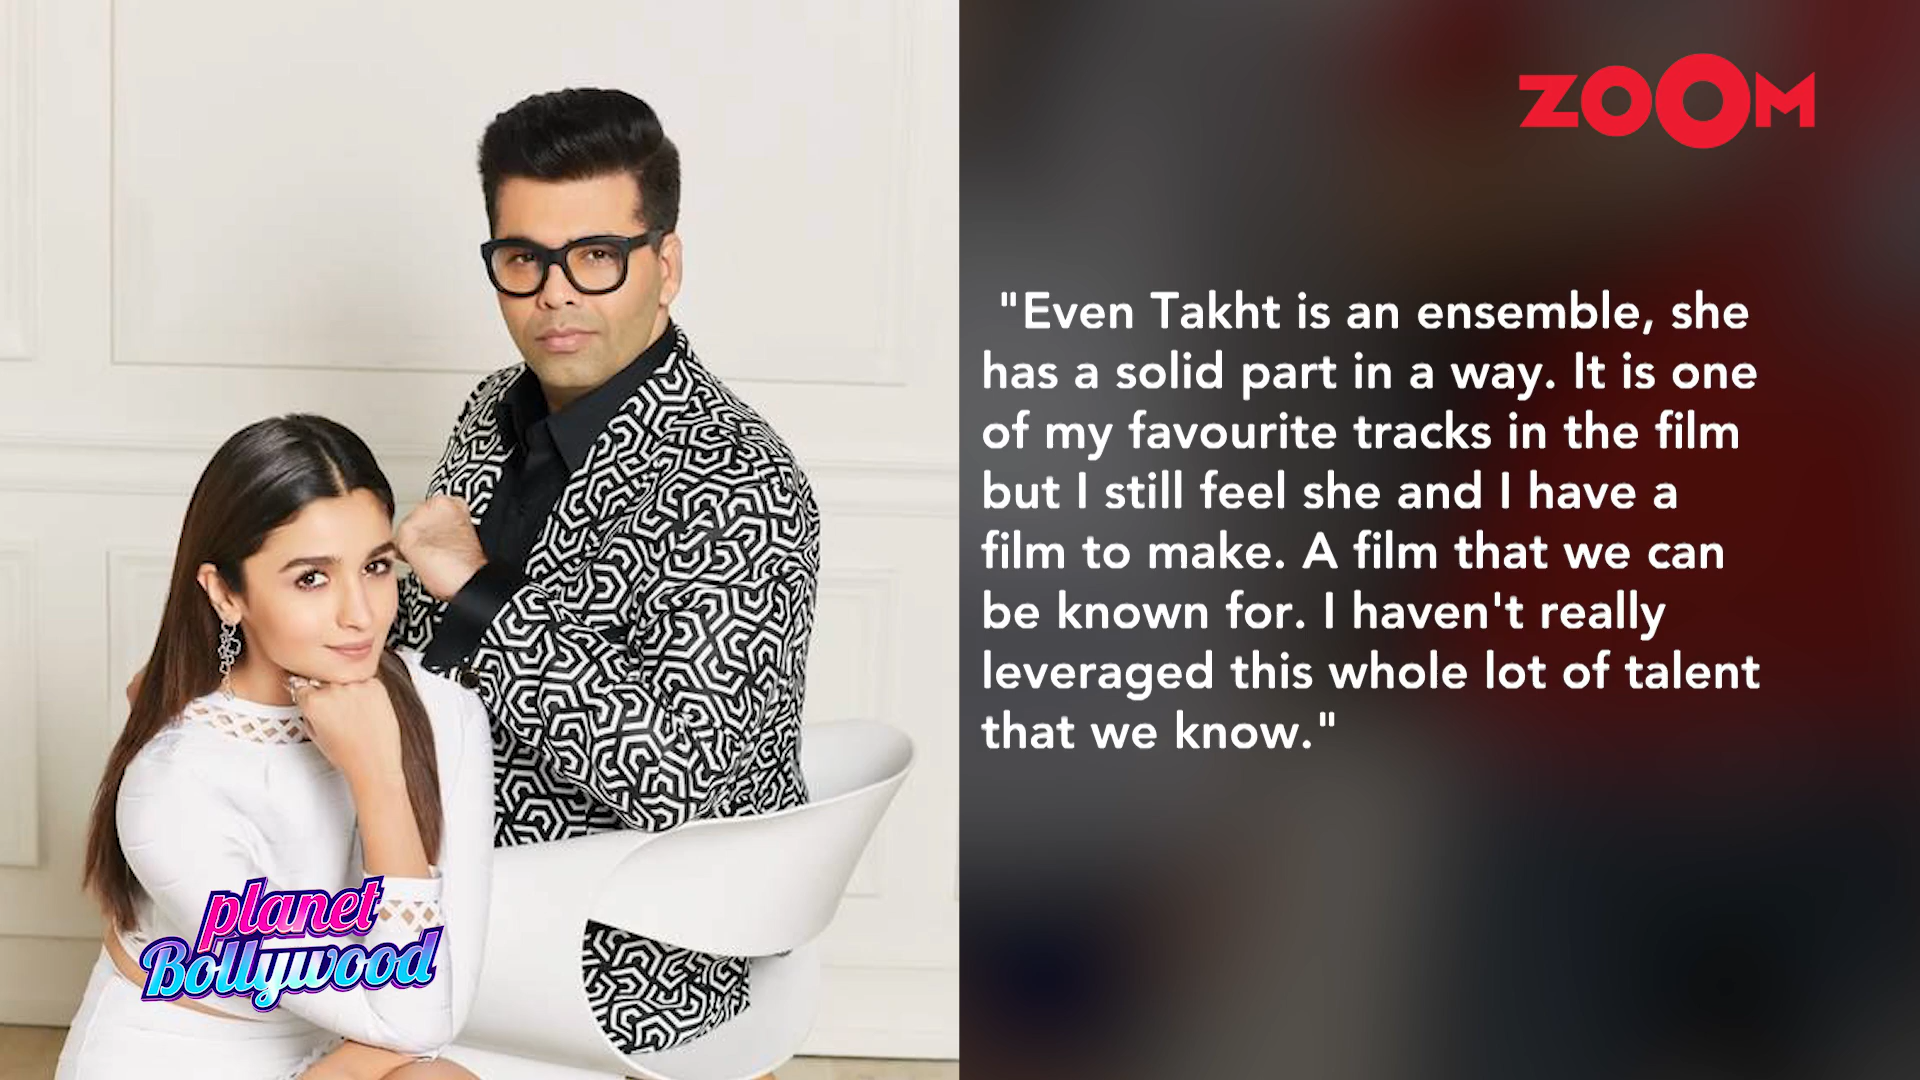 ZOOM
"Even Takht is an ensemble, she
has a solid part in a way. It is one
of my favourite tracks in the film
but I still feel she and I have a
film to make. A film that we can
be known for. I haven't really
leveraged this whole lot of talent
that we know."
planet
Bollywood